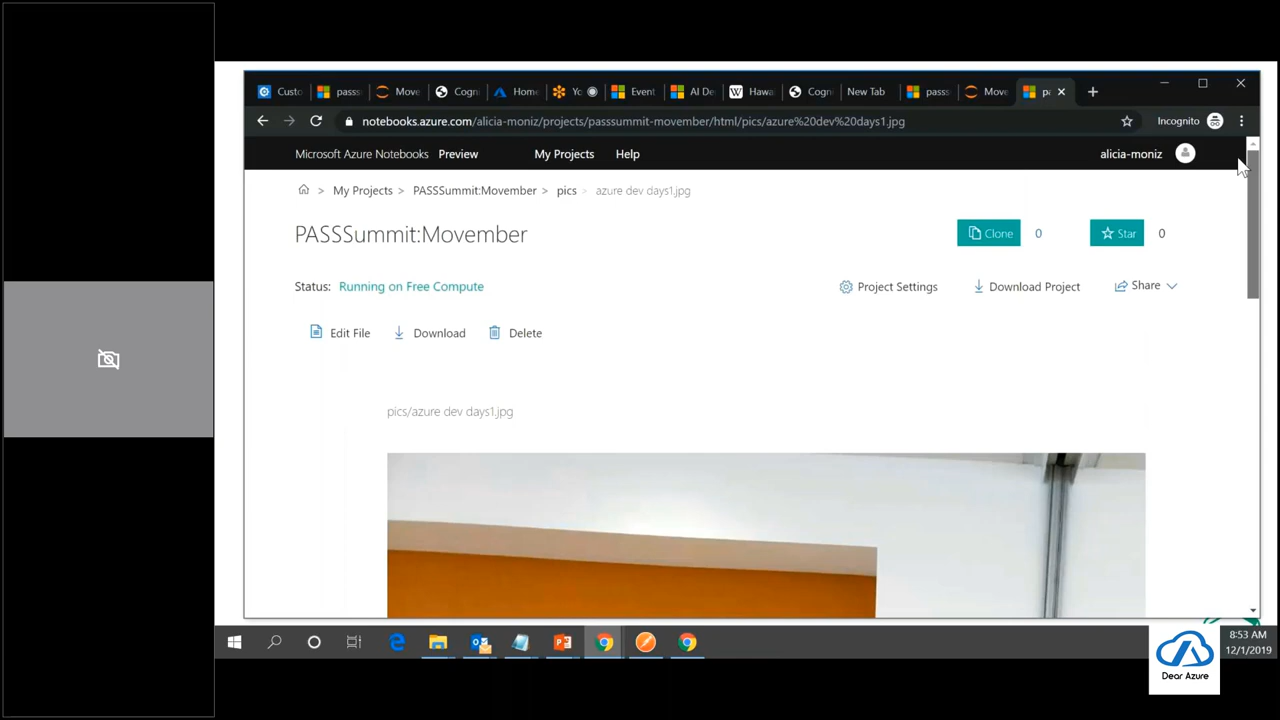 Custo
passs
Move
Cogn
Home
Yo
Event
AI De
Hawa
Cogni
New Tab
passs
Move
pa
notebooks.azure.com/alicia-moniz/projects/passsummit-movember/html/pics/azure%20dev%20days1.jpg
Incognito
Microsoft Azure Notebooks Preview My Projects Help alicia-moniz
> My Projects > PASSSummit:Movember > pics > azure dev days1.jpg
PASSSummit:Movember
Clone 0 Star 0
Status: Running on Free Compute
Project Settings Download Project Share
Edit File Download Delete
pics/azure dev days1.jpg
8:53 AM
12/1/2019
Dear Azure